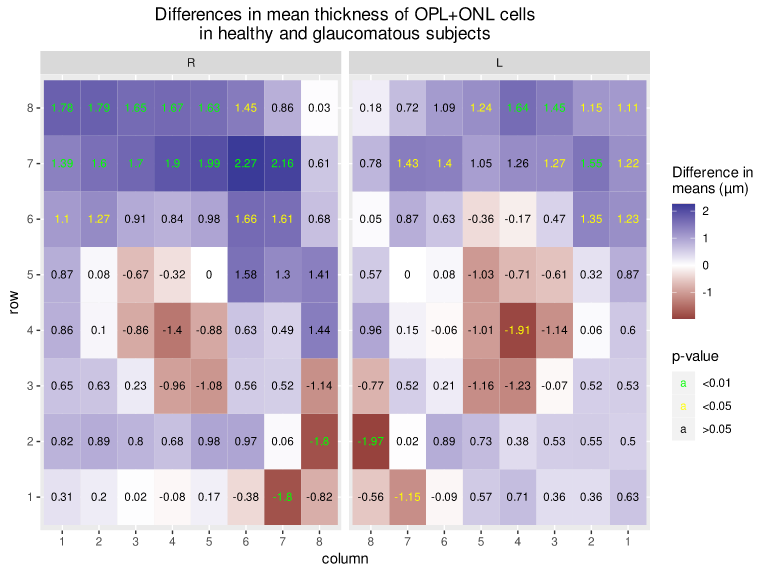 Differences in mean thickness of OPL+ONL cells
in healthy and glaucomatous subjects
R L
8 1.78 1.79 1.65 1.67 1.63 1.45 0.86 0.03 0.18 0.72 1.09 1.24 1.64 1.45 1.15 1.11
7 1.6 1.7 1.9 1.99 2.27 2.16 0.61 0.78 1.43 1.4 1.05 1.26 1.27 1.22
6 1.1 1.27 0.91 0.84 0.98 1.66 1.61 0.68 0.05 0.87 0.63 -0.36 -0.17 0.47 1.35 1.23
5 0.87 0.08 -0.67 -0.32 0 1.58 1.3 1.41 0.57 0 0.08 -1.03 -0.71 -0.61 0.32 0.87
4 0.86 0.1 -0.86 -1.4 -0.88 0.63 0.49 1.44 0.96 0.15 -0.06 -1.01 -1.91 -1.14 0.06 0.6
3 0.65 0.63 0.23 -0.96 -1.08 0.56 0.52 -1.14 -0.77 0.52 0.21 -1.16 -1.23 -0.07 0.52 0.53
2 0.82 0.89 0.8 0.68 0.98 0.97 0.06 -1.8 -1.97 0.02 0.89 0.73 0.38 0.53 0.55 0.5
1 0.31 0.2 0.02 -0.08 0.17 -0.38 -1.8 -0.82 -0.56 -1.15 -0.09 0.57 0.71 0.36 0.36 0.63
1 2 3 4 5 6 7 8 8 7 6 5 4 3 2 1
column
row
Difference in
means (μm)
2
1
0
-1
p-value
a <0.01
a <0.05
a >0.05